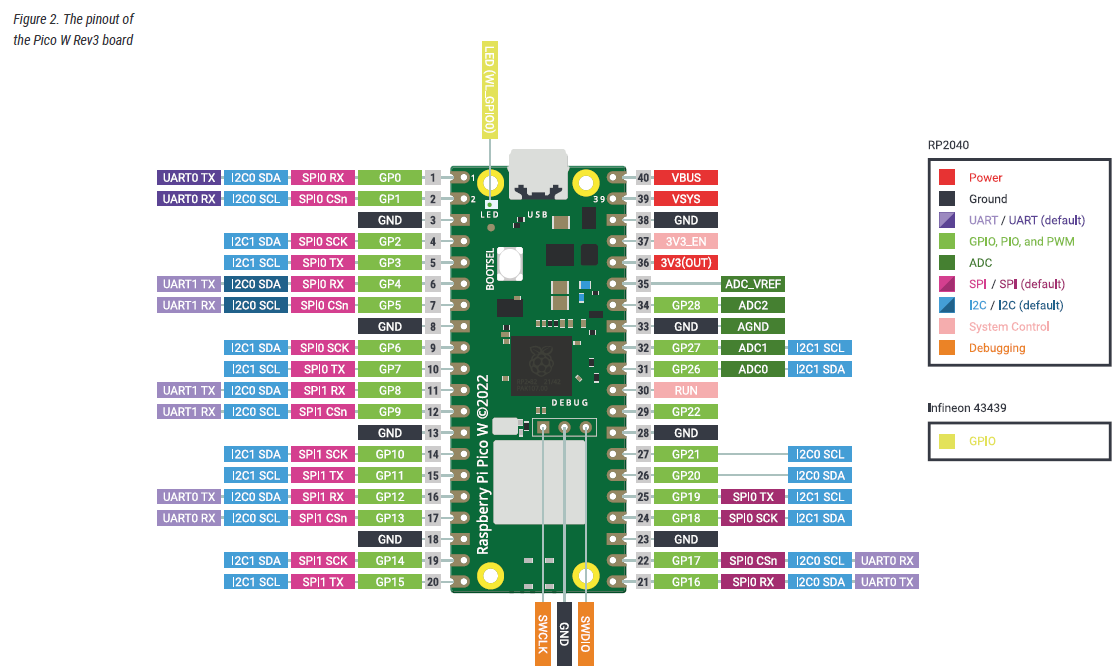 Figure 2. The pinout of
the Pico W Rev3 board
LED (WL_GPIO0)
UART0 TX I2C0 SDA SPI0 RX GP0 1
UART0 RX I2C0 SCL SPI0 CSn GP1 2
GND 3
I2C1 SDA SPI0 SCK GP2 4
I2C1 SCL SPI0 TX GP3 5
UART1 TX I2C0 SDA SPI0 RX GP4 6
UART1 RX I2C0 SCL SPI0 CSn GP5 7
GND 8
I2C1 SDA SPI0 SCK GP6 9
I2C1 SCL SPI0 TX GP7 10
UART1 TX I2C0 SDA SPI1 RX GP8 11
UART1 RX I2C0 SCL SPI1 CSn GP9 12
GND 13
I2C1 SDA SPI1 SCK GP10 14
I2C1 SCL SPI1 TX GP11 15
UART0 TX I2C0 SDA SPI1 RX GP12 16
UART0 RX I2C0 SCL SPI1 CSn GP13 17
GND 18
I2C1 SDA SPI1 SCK GP14 19
I2C1 SCL SPI1 TX GP15 20
1
2
39
LED
USB
BOOTSEL
DEBUG
Raspberry Pi Pico W ©2022
40 VBUS
39 VSYS
38 GND
37 3V3_EN
36 3V3(OUT)
35 ADC_VREF
34 GP28 ADC2
33 GND AGND
32 GP27 ADC1 I2C1 SCL
31 GP26 ADC0 I2C1 SDA
30 RUN
29 GP22
28 GND
27 GP21 I2C0 SCL
26 GP20 I2C0 SDA
25 GP19 SPI0 TX I2C1 SCL
24 GP18 SPI0 SCK I2C1 SDA
23 GND
22 GP17 SPI0 CSn I2C0 SCL UART0 RX
21 GP16 SPI0 RX I2C0 SDA UART0 TX
SWCLK
GND
SWDIO
RP2040
Power
Ground
UART / UART (default)
GPIO, PIO, and PWM
ADC
SPI / SPI (default)
I2C / I2C (default)
System Control
Debugging
Infineon 43439
GPIO